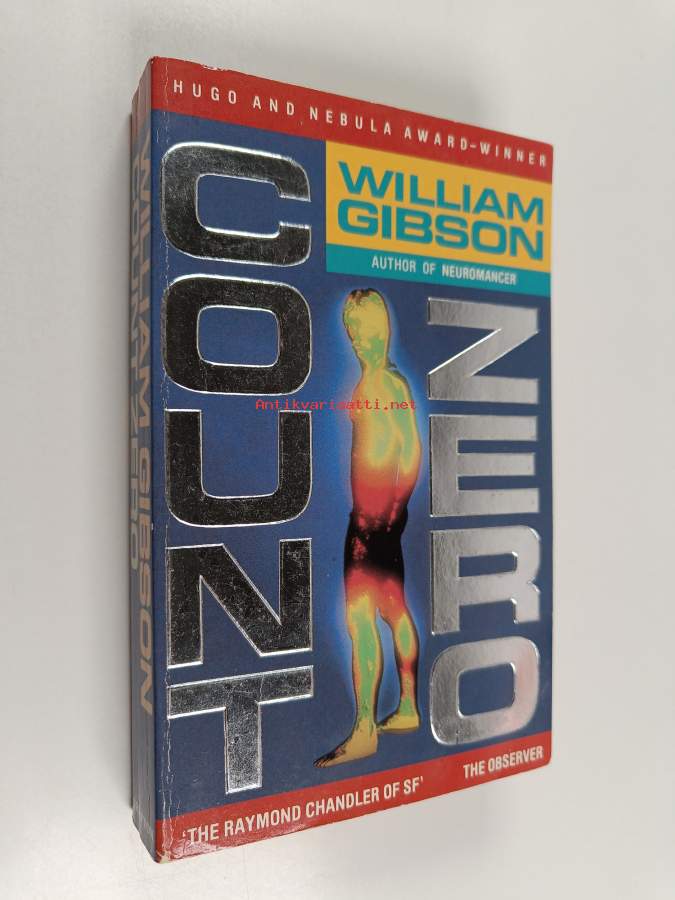 HUGO AND NEBULA AWARD-WINNER
WILLIAM
GIBSON
AUTHOR OF NEUROMANCER
COUNT
ZERO
'THE RAYMOND CHANDLER OF SF'
THE OBSERVER
WILLIAM GIBSON
COUNT ZERO
Antikvariaatti.net